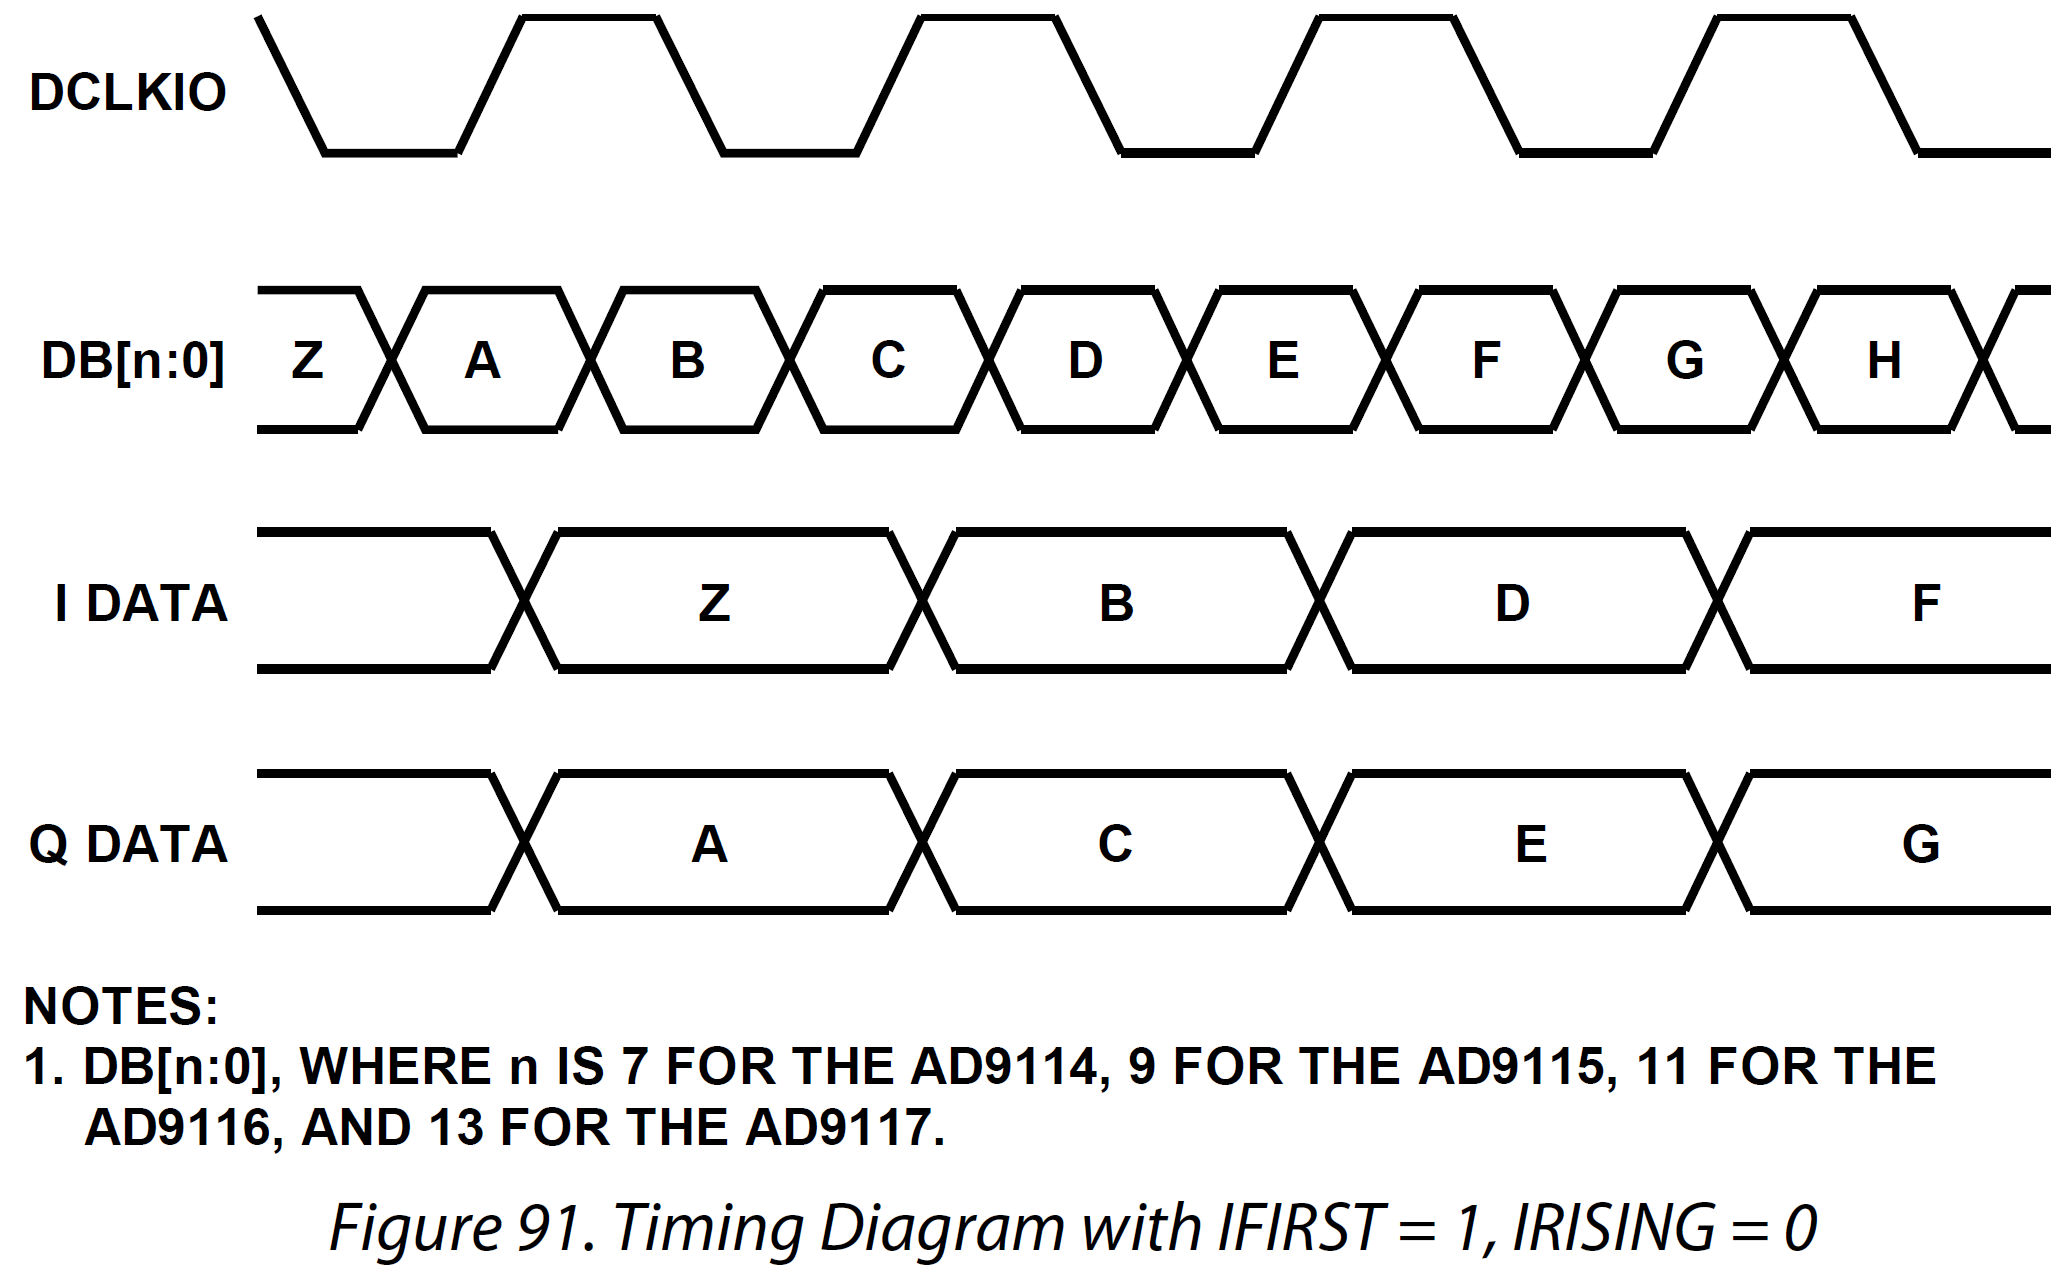 DCLKIO
DB[n:0] Z A B C D E F G H
I DATA Z B D F
Q DATA A C E G
NOTES:
1. DB[n:0], WHERE n IS 7 FOR THE AD9114, 9 FOR THE AD9115, 11 FOR THE
AD9116, AND 13 FOR THE AD9117.
Figure 91. Timing Diagram with IFIRST = 1, IRISING = 0